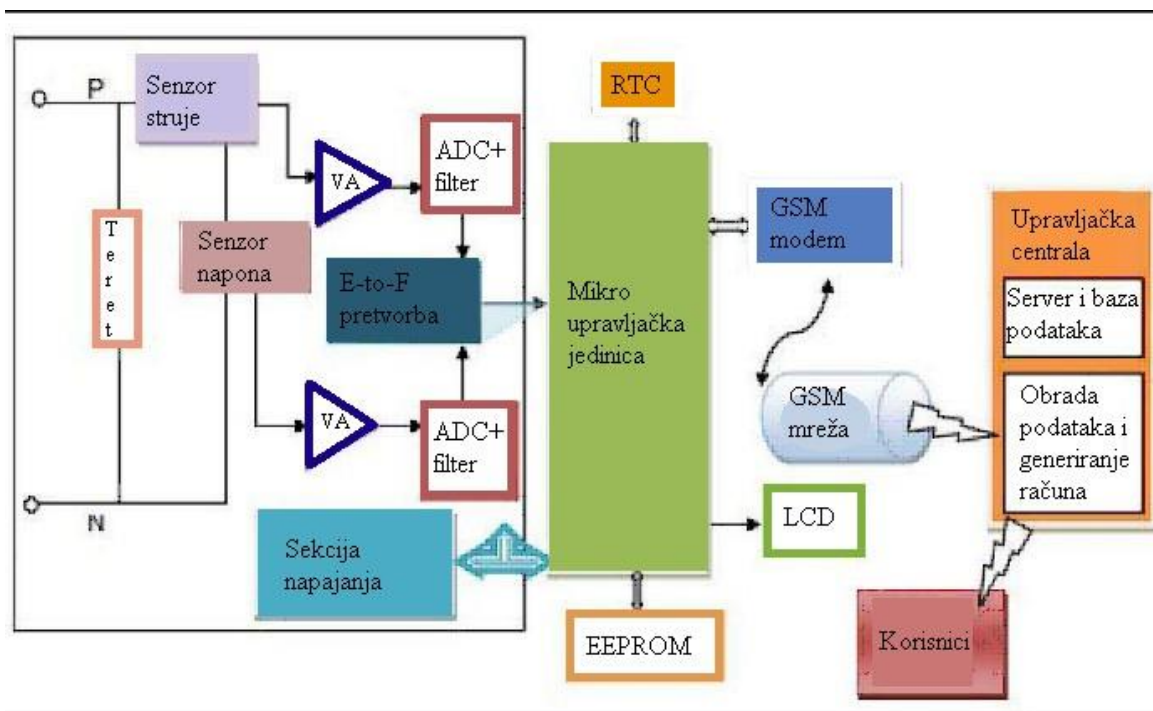 P
Senzor
struje
RTC
VA
ADC+
filter
GSM
modem
Upravljačka
centrala
Teret
Senzor
napona
E-to-F
pretvorba
Mikro
upravljačka
jedinica
Server i baza
podataka
GSM
mreža
Obrada
podataka i
generiranje
računa
VA
ADC+
filter
N
Sekcija
napajanja
LCD
EEPROM
Korisnici